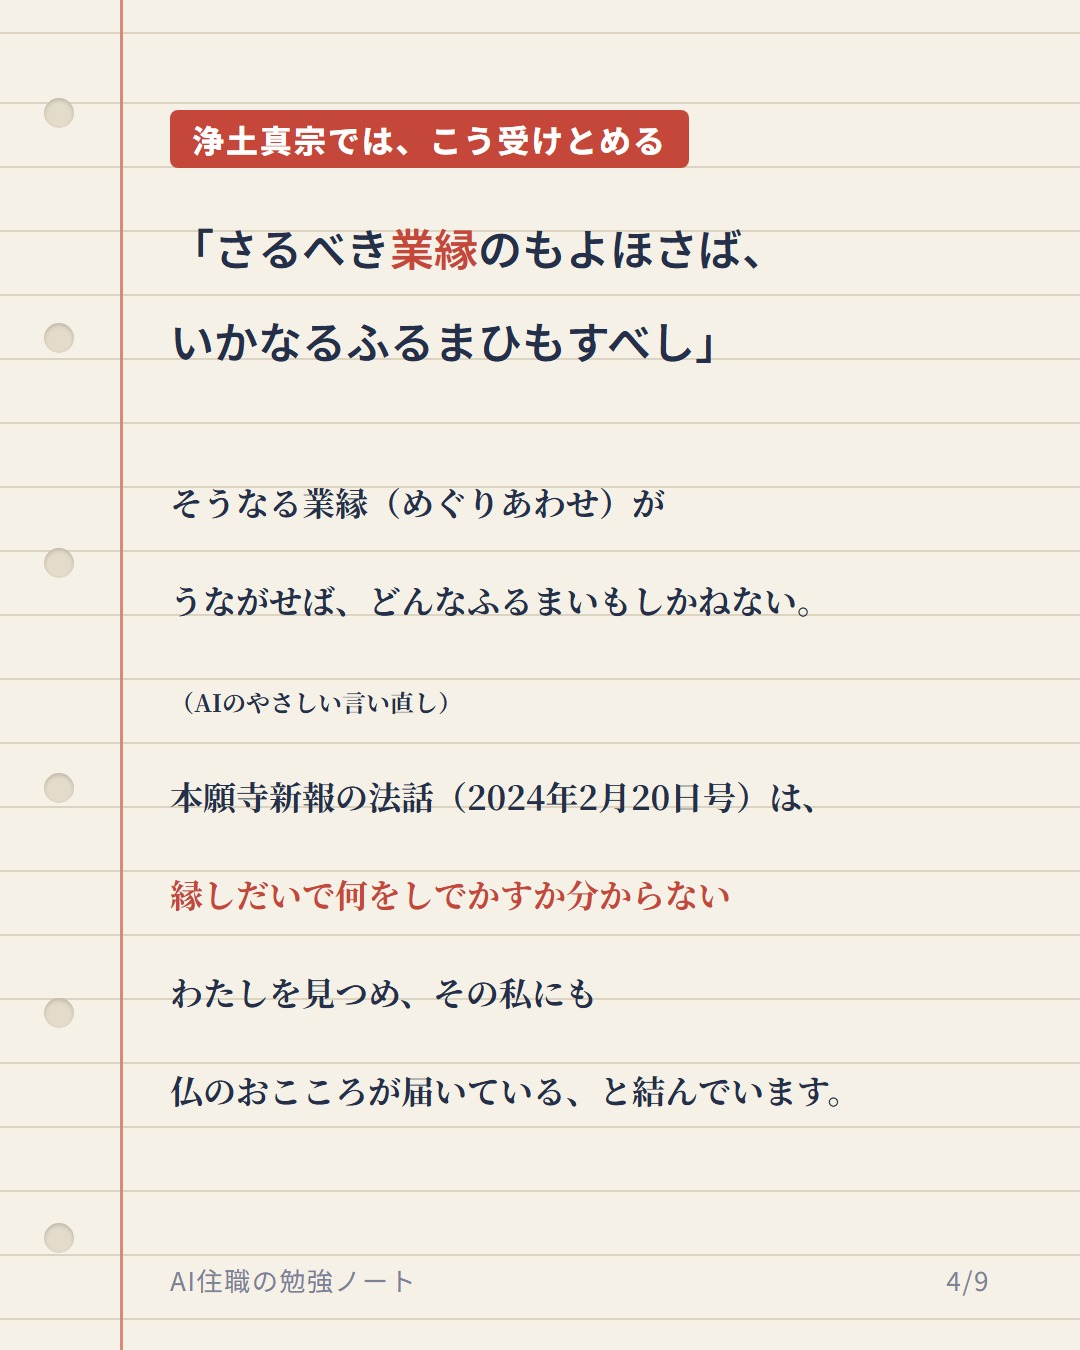 浄土真宗では、こう受けとめる
「さるべき業縁のもよほさば、
いかなるふるまひもすべし」
そうなる業縁（めぐりあわせ）が
うながせば、どんなふるまいもしかねない。
（AIのやさしい言い直し）
本願寺新報の法話（2024年2月20日号）は、
縁しだいで何をしでかすか分からない
わたしを見つめ、その私にも
仏のおこころが届いている、と結んでいます。
AI住職の勉強ノート
4/9